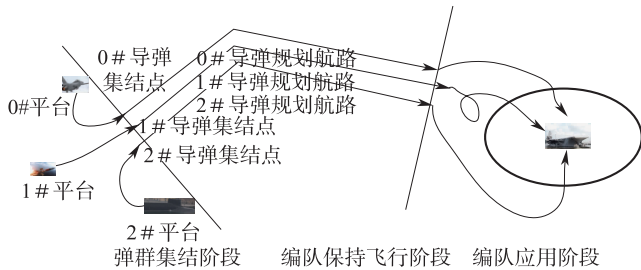 0＃导弹
集结点
0＃导弹规划航路
1＃导弹规划航路
2＃导弹规划航路
0#平台
1＃导弹集结点
2＃导弹集结点
1＃平台
2＃平台
弹群集结阶段
编队保持飞行阶段
编队应用阶段